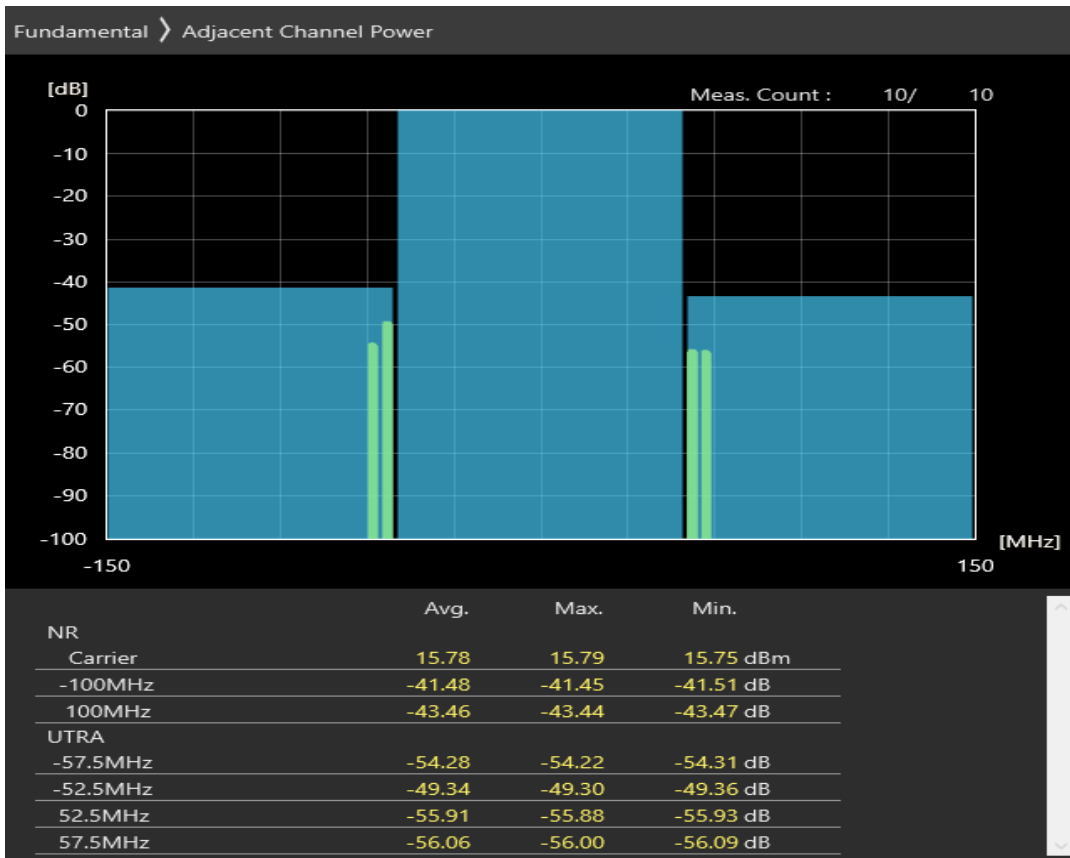 Fundamental 〉 Adjacent Channel Power
[dB]
Meas. Count : 10/ 10
0
-10
-20
-30
-40
-50
-60
-70
-80
-90
-100
[MHz]
-150 150
Avg. Max. Min.
NR
Carrier 15.78 15.79 15.75 dBm
-100MHz -41.48 -41.45 -41.51 dB
100MHz -43.46 -43.44 -43.47 dB
UTRA
-57.5MHz -54.28 -54.22 -54.31 dB
-52.5MHz -49.34 -49.30 -49.36 dB
52.5MHz -55.91 -55.88 -55.93 dB
57.5MHz -56.06 -56.00 -56.09 dB